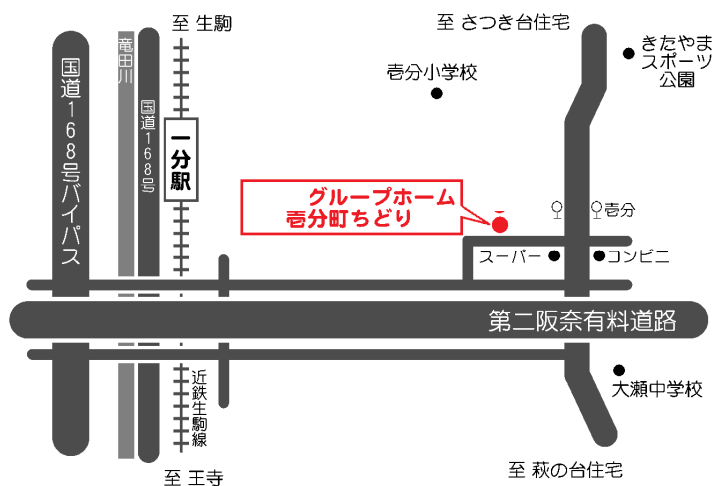 至 生駒
至 さつき台住宅
きたやま
スポーツ
公園
竜田川
国道168号バイパス
国道168号
壱分小学校
一分駅
グループホーム
壱分町ちどり
壱分
スーパー
コンビニ
第二阪奈有料道路
近鉄生駒線
大瀬中学校
至 王寺
至 萩の台住宅